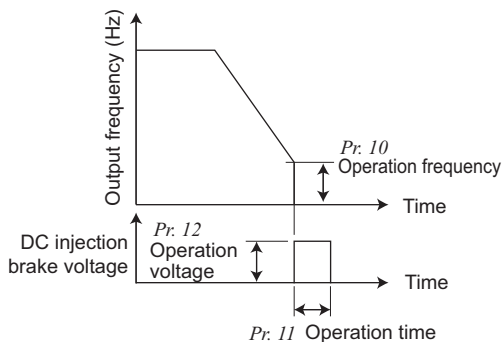 Output frequency (Hz)
Pr. 10
Operation frequency
Time
DC injection
brake voltage
Pr. 12
Operation
voltage
Time
Pr. 11 Operation time